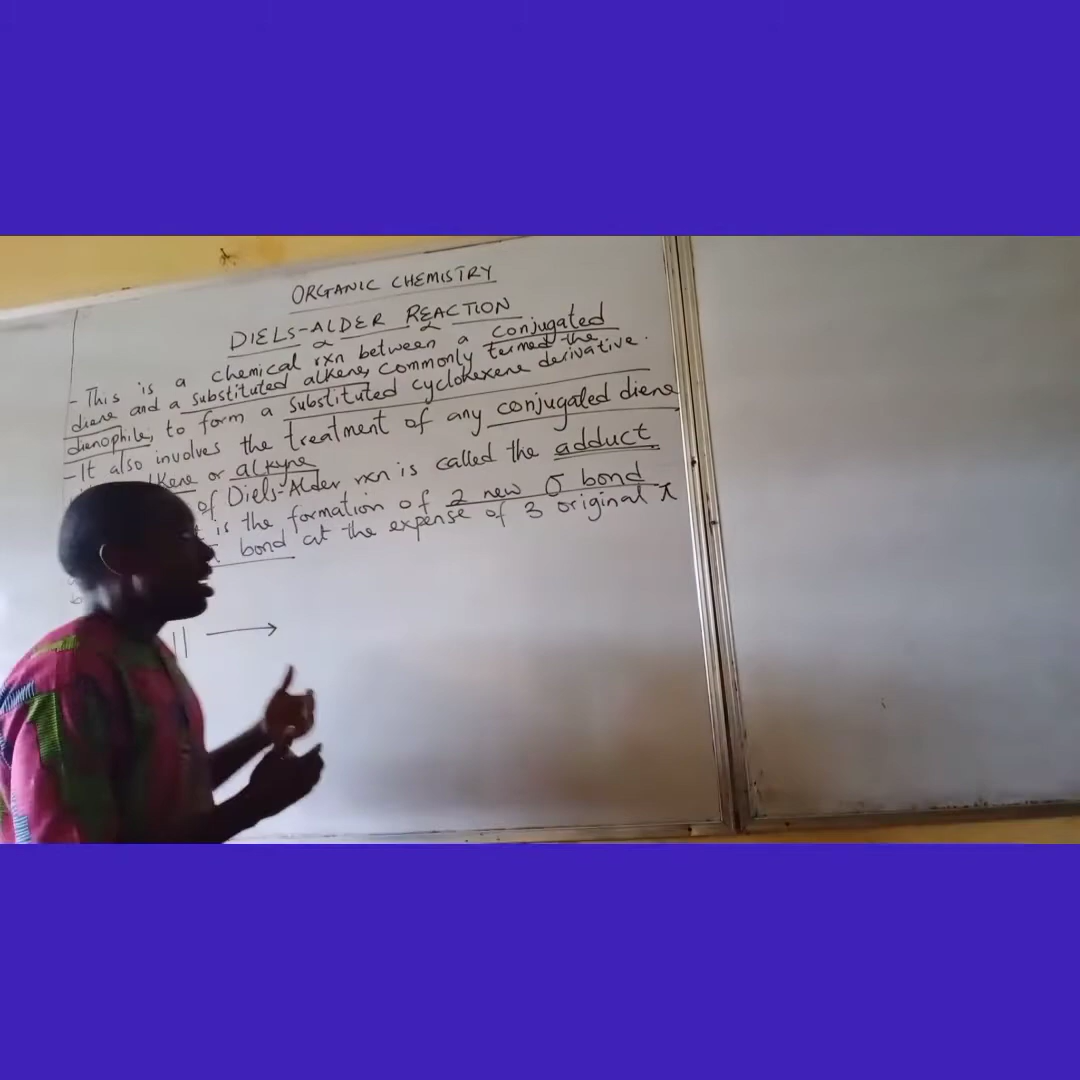 ORGANIC CHEMISTRY
DIELS-ALDER REACTION
- This is a chemical rxn between a conjugated
diene and a substituted alkene, commonly termed the
dienophile, to form a substituted cyclohexene derivative.
- It also involves the treatment of any conjugated diene
or alkyne
of Diels-Alder rxn is called the adduct
is the formation of 2 new σ bond
bond at the expense of 3 original π